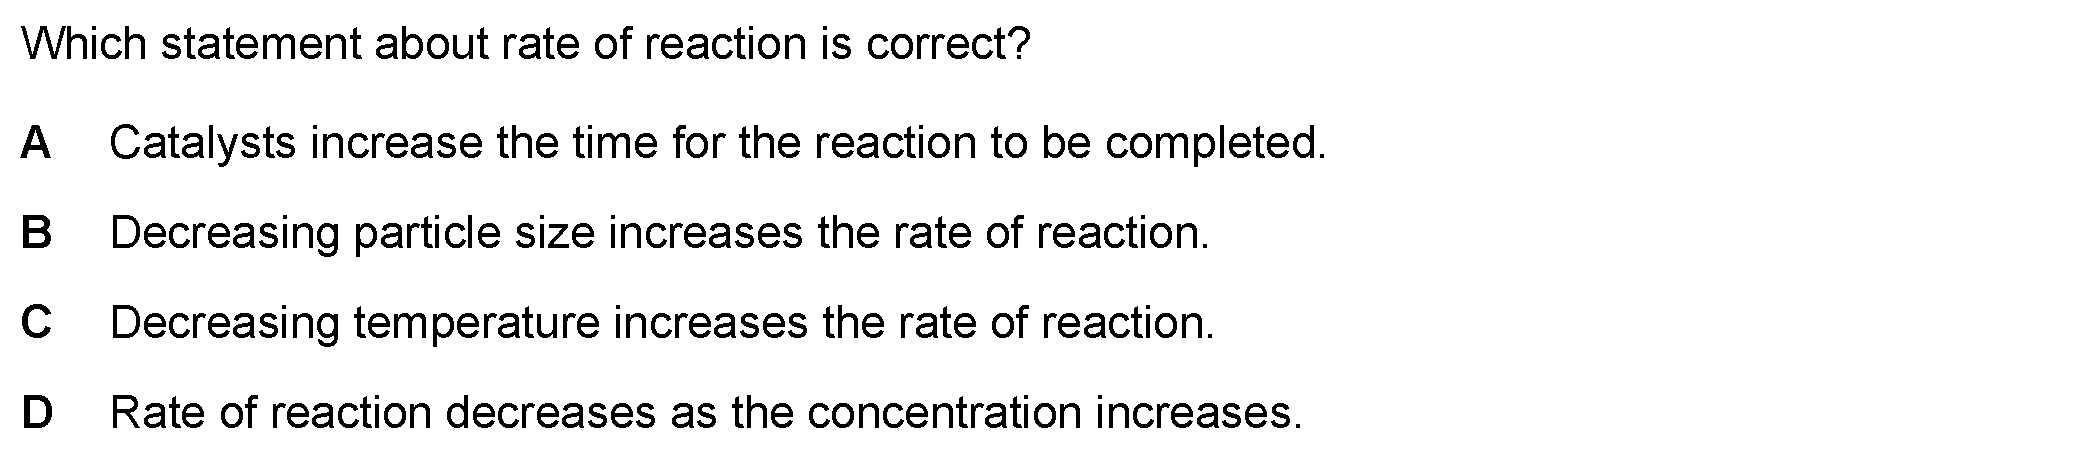 Which statement about rate of reaction is correct?
A Catalysts increase the time for the reaction to be completed.
B Decreasing particle size increases the rate of reaction.
C Decreasing temperature increases the rate of reaction.
D Rate of reaction decreases as the concentration increases.